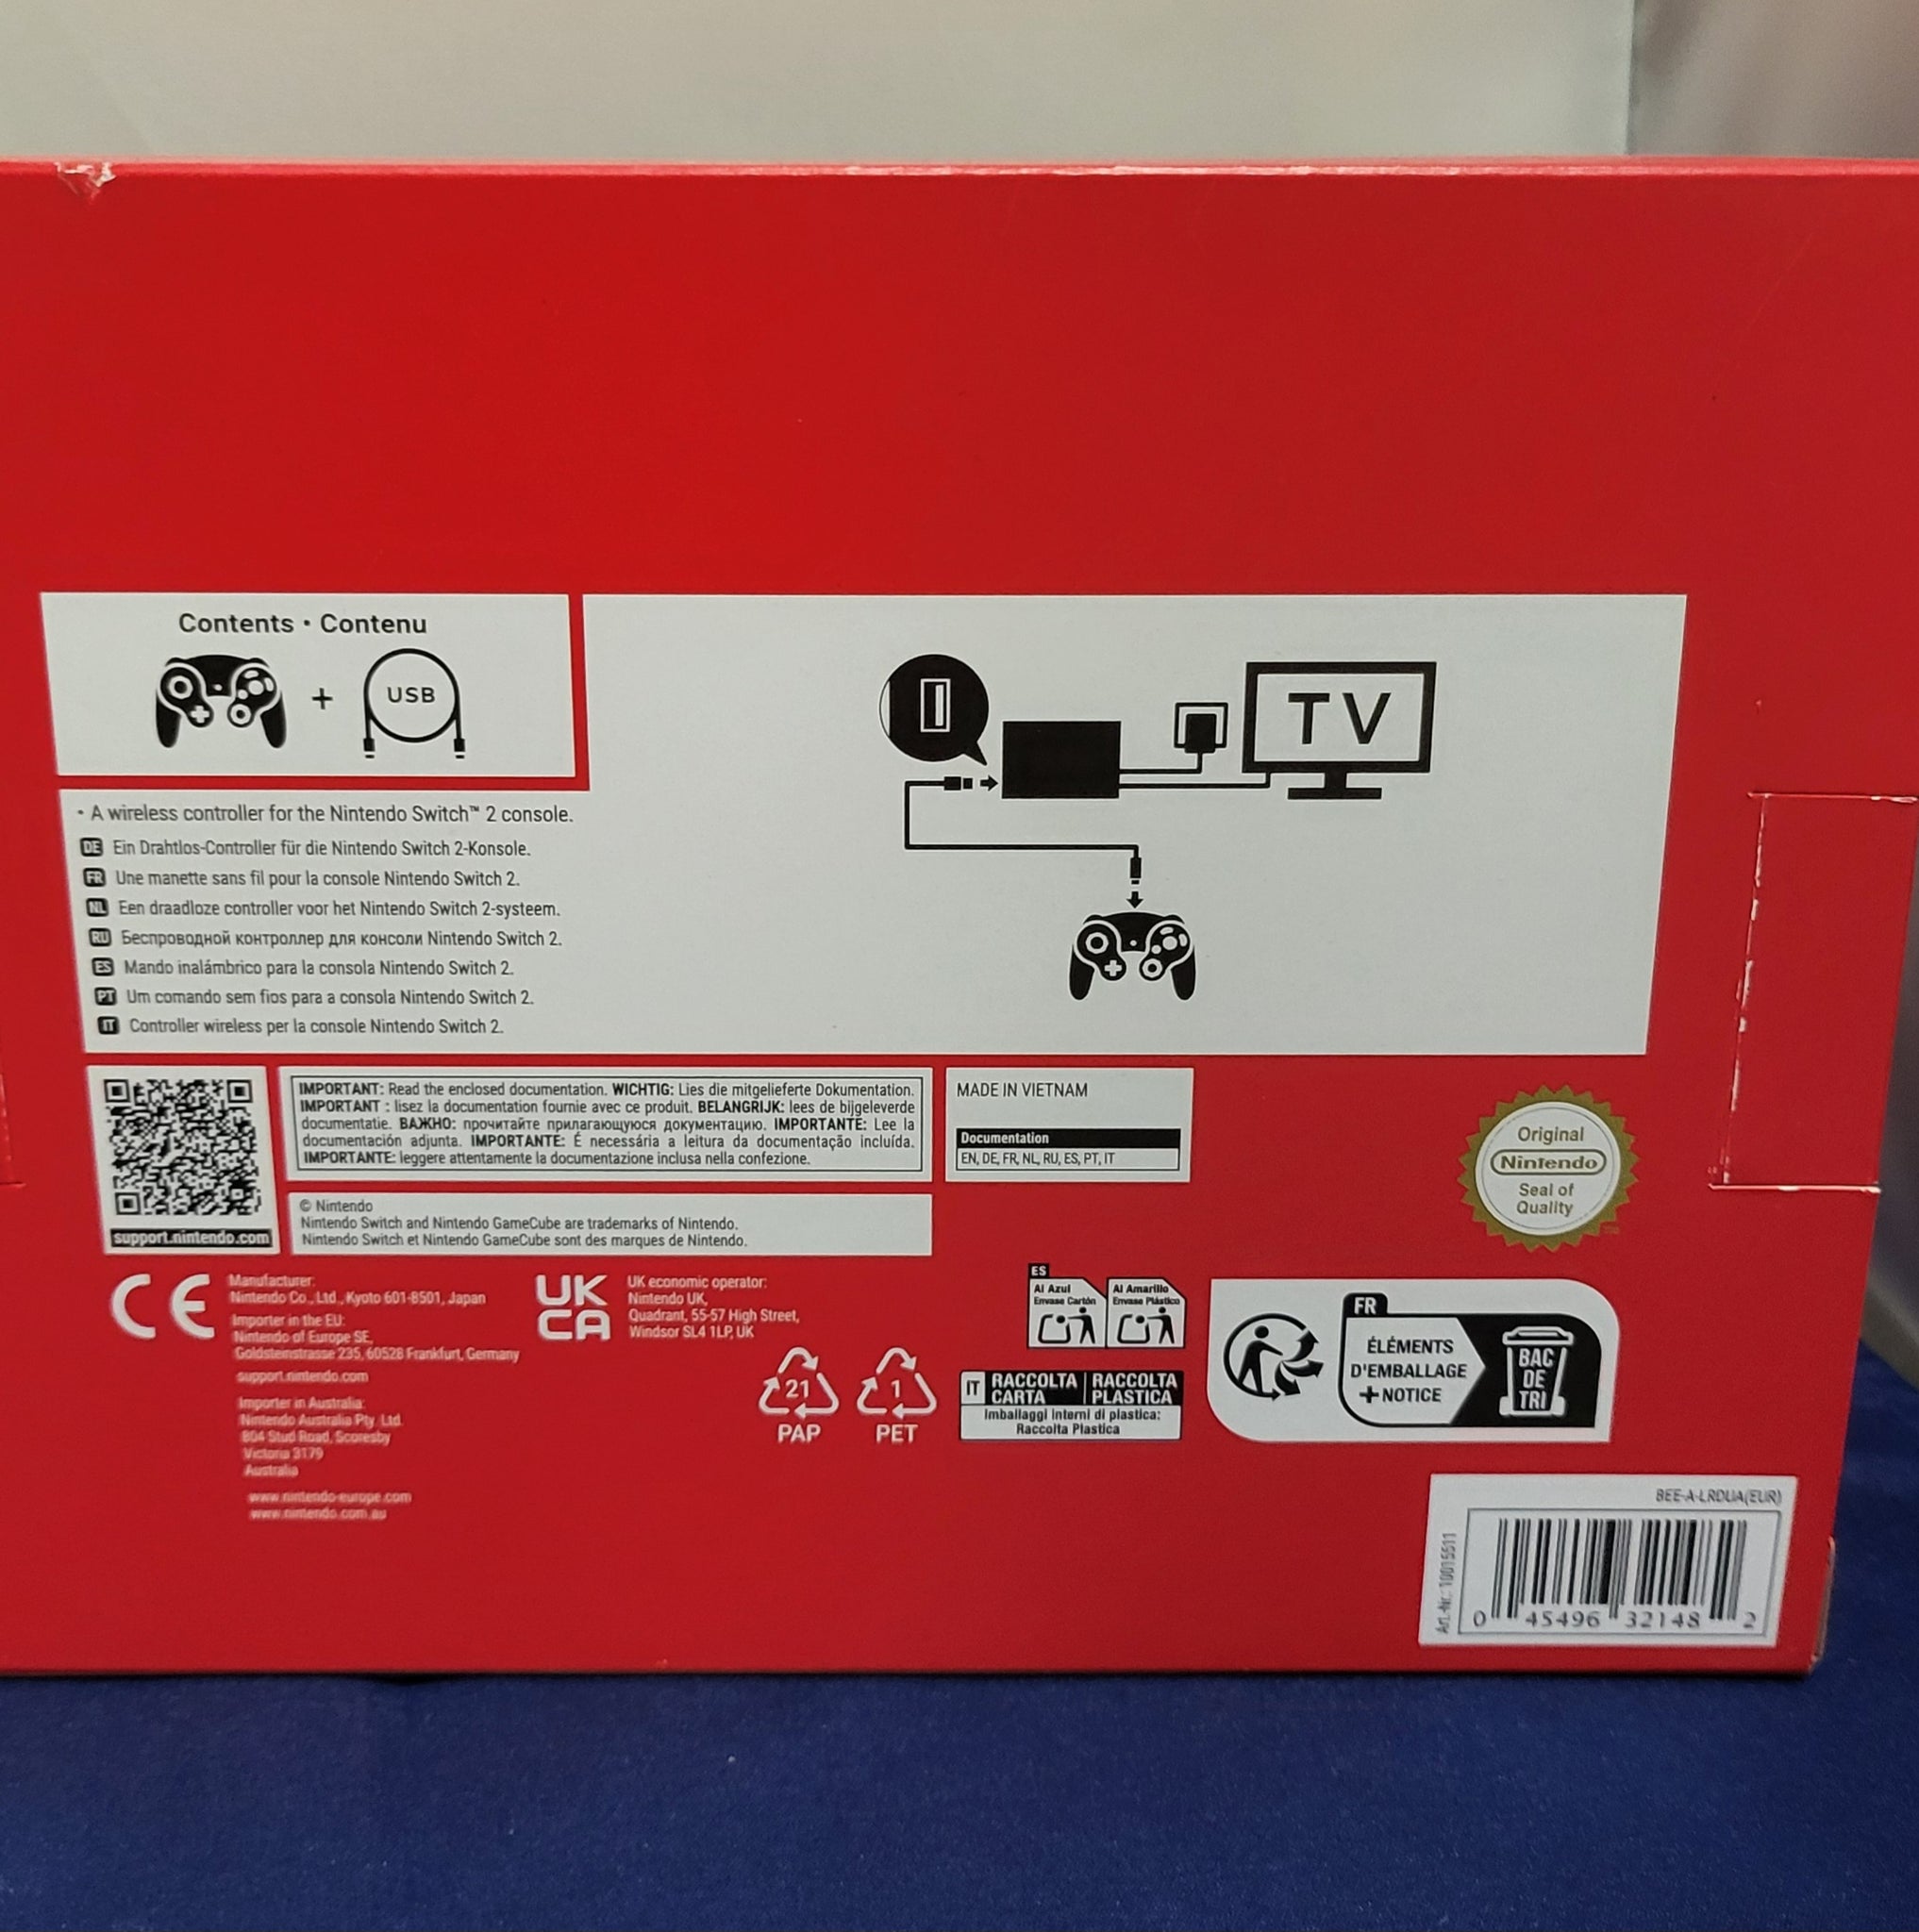 Contents • Contenu
+
USB
TV
• A wireless controller for the Nintendo Switch™ 2 console.
DE Ein Drahtlos-Controller für die Nintendo Switch 2-Konsole.
FR Une manette sans fil pour la console Nintendo Switch 2.
NL Een draadloze controller voor het Nintendo Switch 2-systeem.
RU Беспроводной контроллер для консоли Nintendo Switch 2.
ES Mando inalámbrico para la consola Nintendo Switch 2.
PT Um comando sem fios para a consola Nintendo Switch 2.
IT Controller wireless per la console Nintendo Switch 2.
support.nintendo.com
IMPORTANT: Read the enclosed documentation. WICHTIG: Lies die mitgelieferte Dokumentation.
IMPORTANT : lisez la documentation fournie avec ce produit. BELANGRIJK: lees de bijgeleverde
documentatie. ВАЖНО: прочитайте прилагающуюся документацию. IMPORTANTE: Lee la
documentación adjunta. IMPORTANTE: É necessária a leitura da documentação incluída.
IMPORTANTE: leggere attentamente la documentazione inclusa nella confezione.
© Nintendo
Nintendo Switch and Nintendo GameCube are trademarks of Nintendo.
Nintendo Switch et Nintendo GameCube sont des marques de Nintendo.
MADE IN VIETNAM
Documentation
EN, DE, FR, NL, RU, ES, PT, IT
Original
Nintendo
Seal of
Quality
CE
Manufacturer:
Nintendo Co., Ltd., Kyoto 601-8501, Japan
Importer in the EU:
Nintendo of Europe SE,
Goldsteinstrasse 235, 60528 Frankfurt, Germany
support.nintendo.com
Importer in Australia:
Nintendo Australia Pty. Ltd.
804 Stud Road, Scoresby
Victoria 3179
Australia
www.nintendo-europe.com
www.nintendo.com.au
UK
CA
UK economic operator:
Nintendo UK,
Quadrant, 55-57 High Street,
Windsor SL4 1LP, UK
21
PAP
1
PET
ES
Al Azul
Envase Cartón
Al Amarillo
Envase Plástico
IT
RACCOLTA
CARTA
RACCOLTA
PLASTICA
Imballaggi interni di plastica:
Raccolta Plastica
FR
ÉLÉMENTS
D'EMBALLAGE
+ NOTICE
BAC
DE
TRI
BEE-A-LRDUA(EUR)
Art.-Nr.: 10015511
0 45496 32148 2